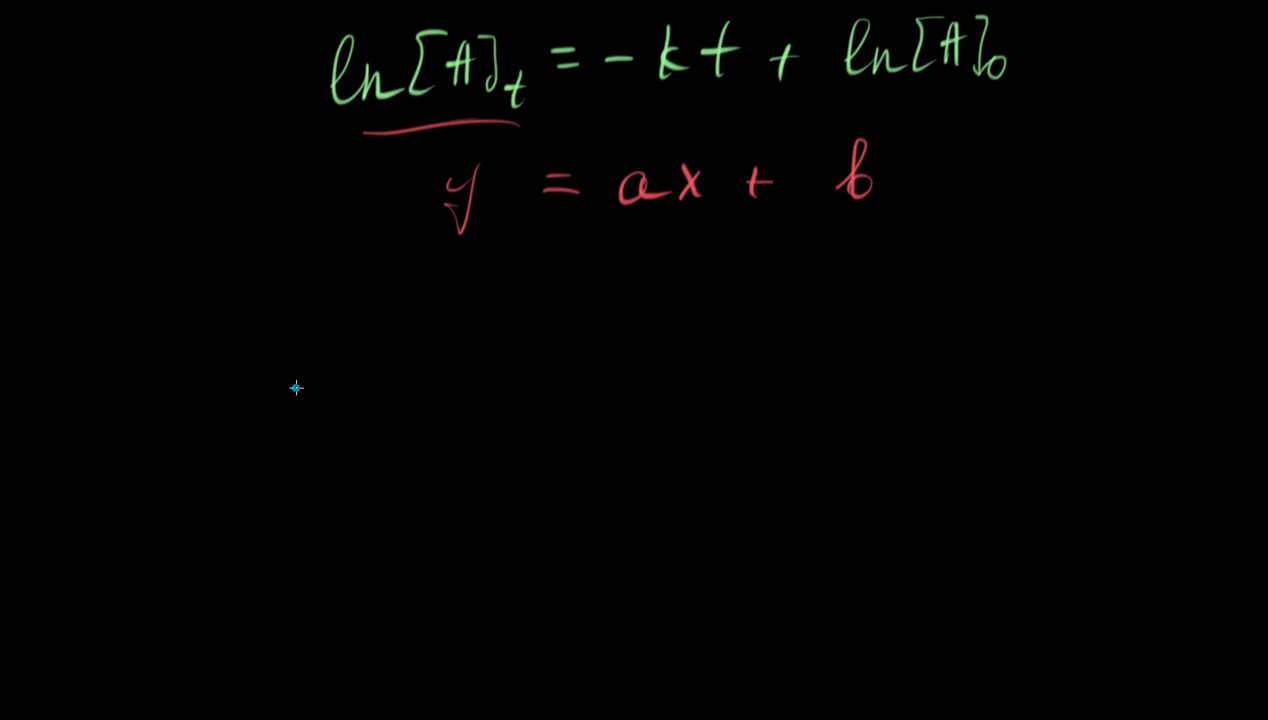 ln[A]ₜ = - kt + ln[A]₀
y = ax + b